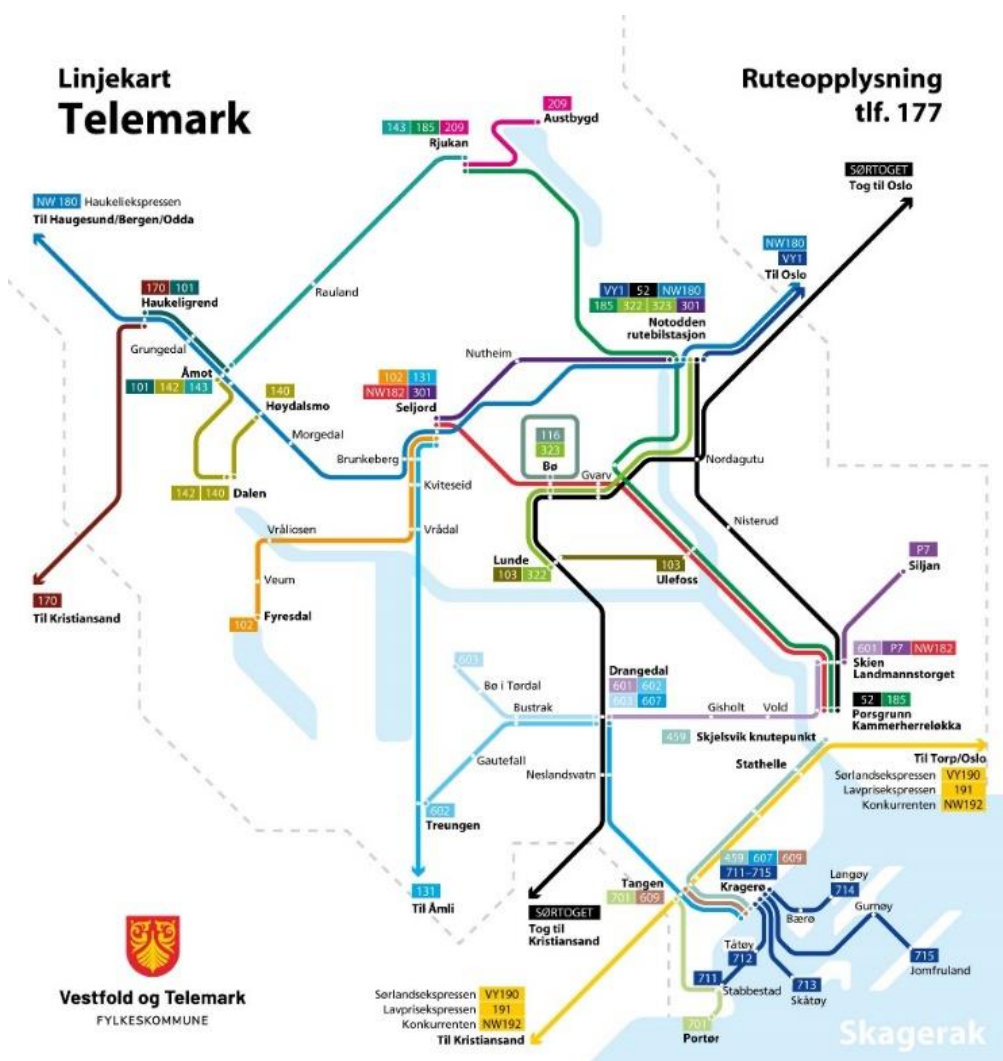 Linjekart
Telemark
Ruteopplysning
tlf. 177
209
Austbygd
143 185 209
Rjukan
SØRTOGET
Tog til Oslo
NW 180 Haukeliekspressen
Til Haugesund/Bergen/Odda
NW180
VY1
Til Oslo
170 101
Haukeligrend
Rauland
VY1 52 NW180
185 322 323 301
Notodden
rutebilstasjon
Grungedal
Nutheim
Åmot
101 142 143
140
Høydalsmo
102 131
NW182 301
Seljord
116
323
Bø
Morgedal
Brunkeberg
Gvarv
Nordagutu
Kviteseid
142 140 Dalen
Vråliosen
Vrådal
Nisterud
Lunde
103 322
103
Ulefoss
P7
Siljan
Veum
170
Til Kristiansand
102 Fyresdal
601 P7 NW182
Skien
Landmannstorget
603
Bø i Tørdal
Drangedal
601 602
603 607
52 185
Porsgrunn
Kammerherreløkka
Bustrak
Gisholt Vold
459 Skjelsvik knutepunkt
Gautefall
Neslandsvatn
Stathelle
Til Torp/Oslo
Sørlandsekspressen VY190
Lavprisekspressen 191
Konkurrenten NW192
602
Treungen
459 607 609
711–715
Kragerø
131
Til Åmli
Tangen
701 609
Langøy
714
Bærø
Gumøy
SØRTOGET
Tog til
Kristiansand
Tåtøy
712
715
Jomfruland
711
Stabbestad
713
Skåtøy
Vestfold og Telemark
FYLKESKOMMUNE
Sørlandsekspressen VY190
Lavprisekspressen 191
Konkurrenten NW192
Til Kristiansand
701
Portør
Skagerak